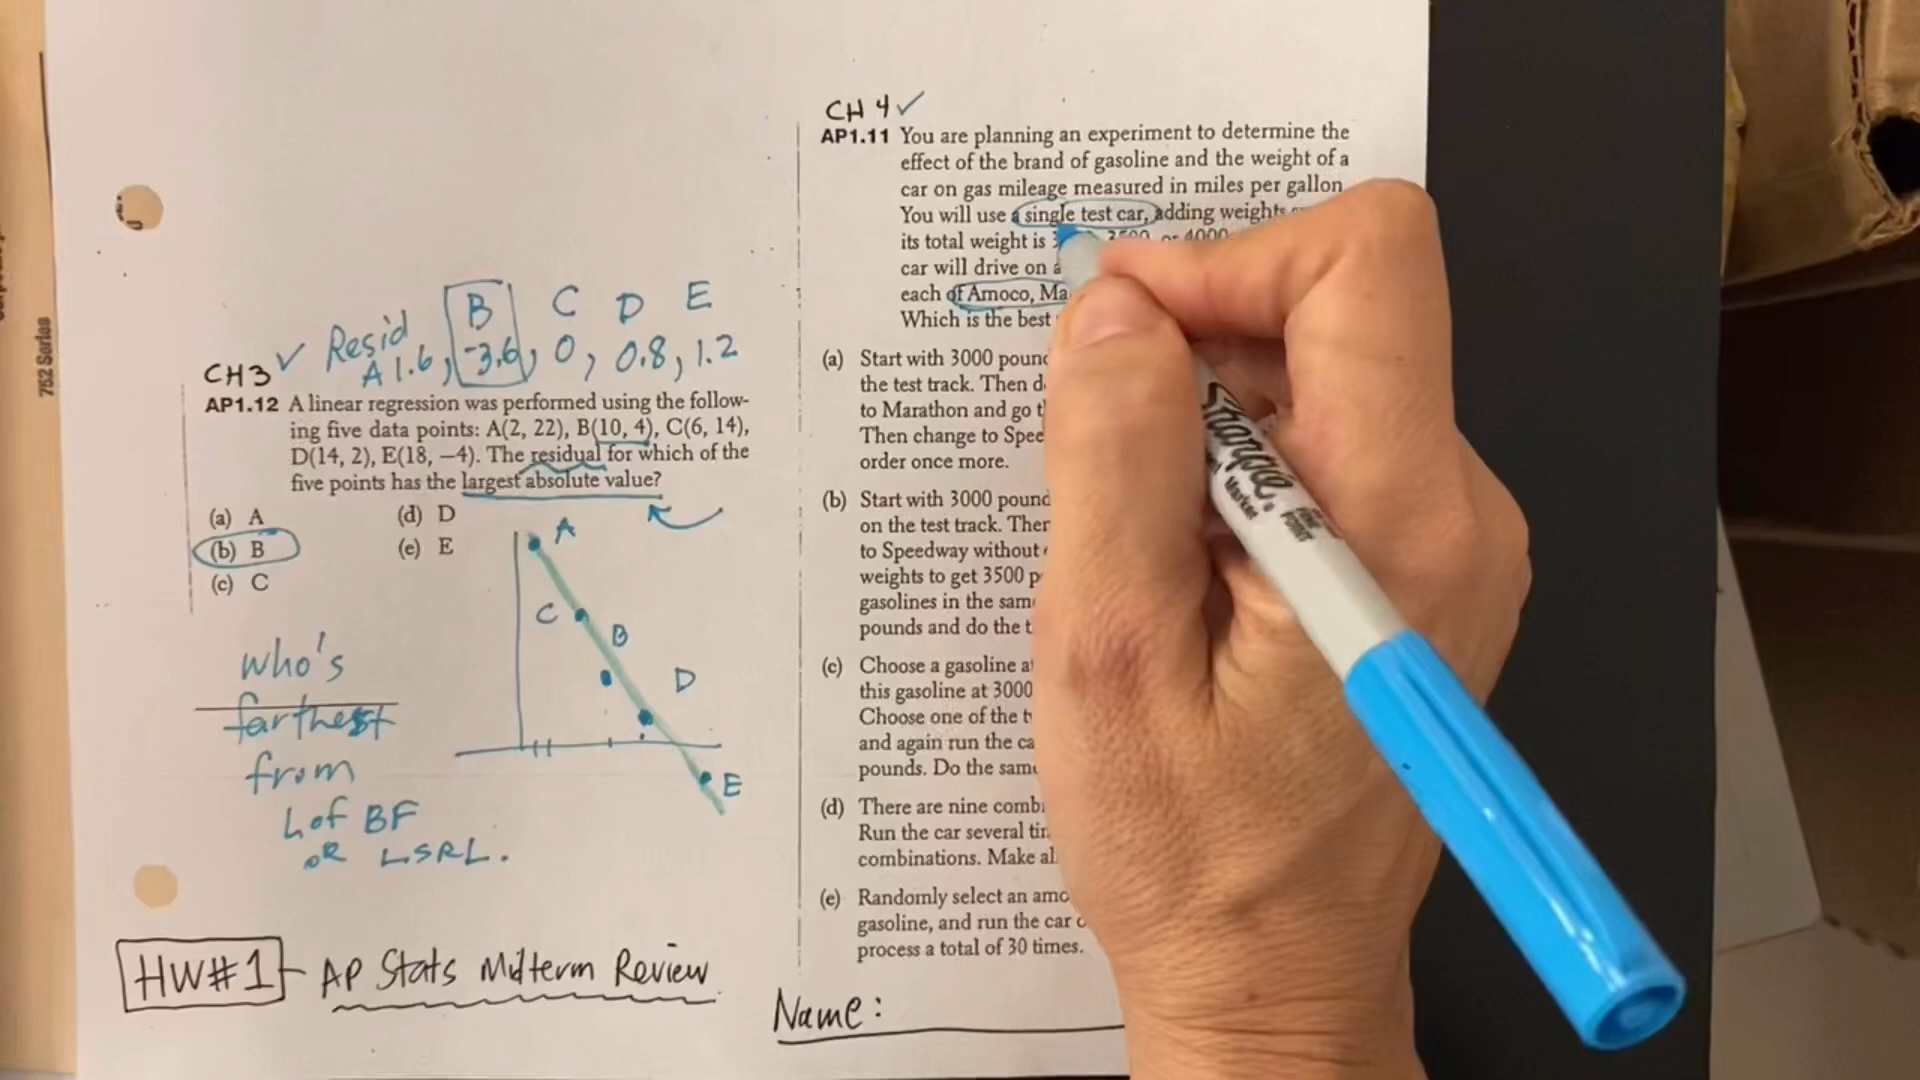 752 Series
Resid
A B C D E
1.6, -3.6, 0, 0.8, 1.2
CH3 ✓
AP1.12 A linear regression was performed using the follow-
ing five data points: A(2, 22), B(10, 4), C(6, 14),
D(14, 2), E(18, −4). The residual for which of the
five points has the largest absolute value?
(a) A
(b) B
(c) C
(d) D
(e) E
A
C
B
D
E
who's
farthest
from
L of BF
OR LSRL.
HW#1 - AP Stats Midterm Review
CH 4 ✓
AP1.11 You are planning an experiment to determine the
effect of the brand of gasoline and the weight of a
car on gas mileage measured in miles per gallon
You will use a single test car, adding weights
its total weight is 3500, or 4000
car will drive on a
each of Amoco,
Which is the best
(a) Start with 3000
the test track. Then
to Marathon and go
Then change to
order once more.
(b) Start with 3000 pound
on the test track.
to Speedway without
weights to get 3500
gasolines in the
pounds and do the
(c) Choose a gasoline
this gasoline at 3000
Choose one of the
and again run the
pounds. Do the
(d) There are nine
Run the car several
combinations. Make
(e) Randomly select an
gasoline, and run the car
process a total of 30 times.
Name:
Sharpie
Marker
FINE
POINT